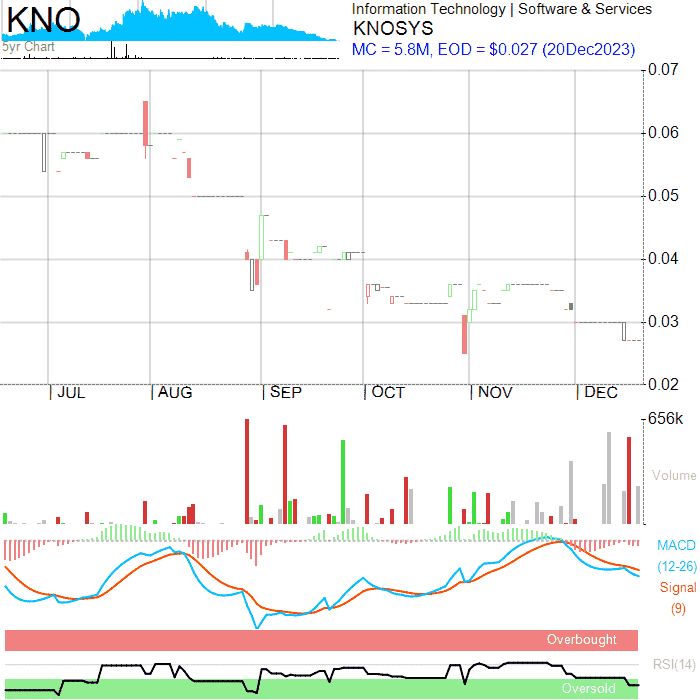 KNO
5yr Chart
Information Technology | Software & Services
KNOSYS
MC = 5.8M, EOD = $0.027 (20Dec2023)
0.07
0.06
0.05
0.04
0.03
0.02
| JUL | AUG | SEP | OCT | NOV | DEC
656k
Volume
MACD
(12-26)
Signal
(9)
Overbought
RSI(14)
Oversold